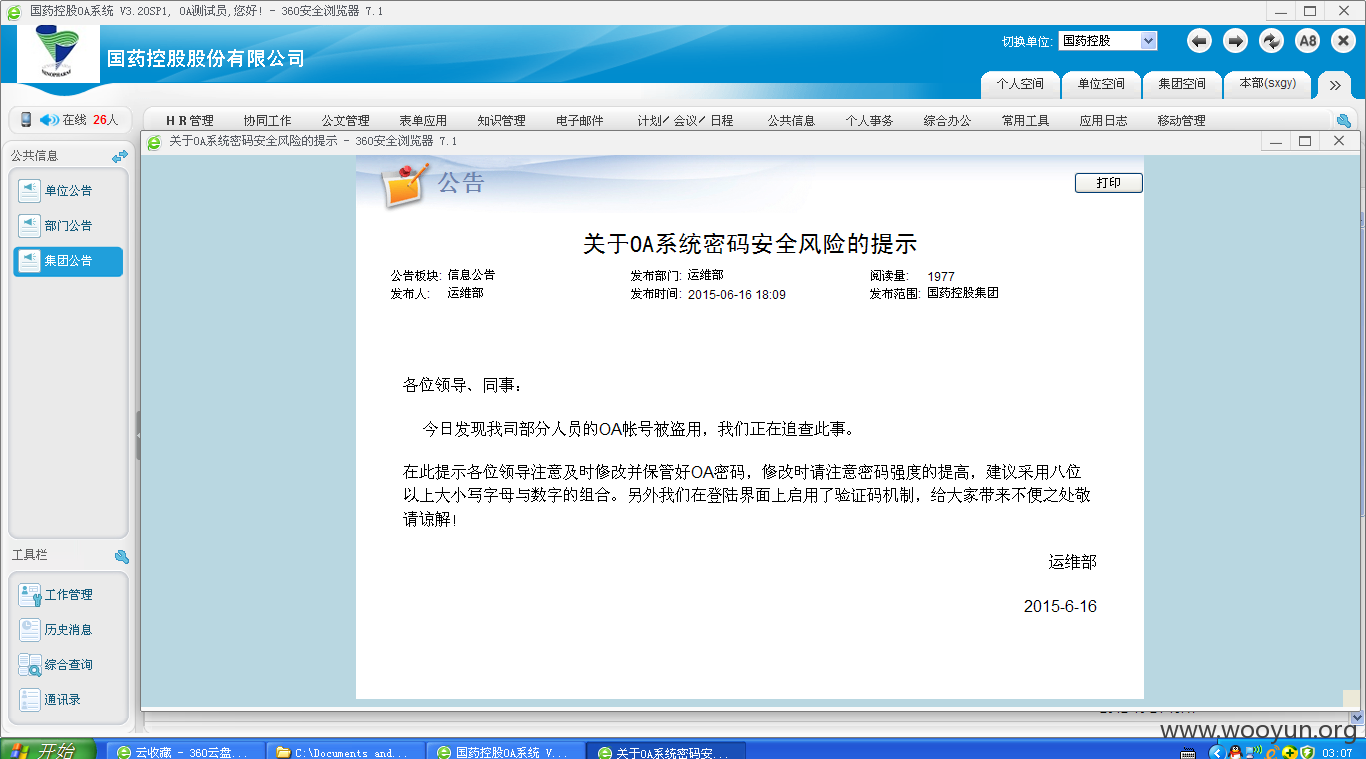 国药控股OA系统 V3.20SP1, OA测试员,您好! - 360安全浏览器 7.1
SINOPHARM
国药控股股份有限公司
切换单位: 国药控股
A8
个人空间 单位空间 集团空间 本部(sxgy)
在线 26人
HR管理 协同工作 公文管理 表单应用 知识管理 电子邮件 计划/会议/日程 公共信息 个人事务 综合办公 常用工具 应用日志 移动管理
关于OA系统密码安全风险的提示 - 360安全浏览器 7.1
公共信息
单位公告
部门公告
集团公告
工具栏
工作管理
历史消息
综合查询
通讯录
公告
打印
关于OA系统密码安全风险的提示
公告板块: 信息公告 发布部门: 运维部 阅读量: 1977
发布人: 运维部 发布时间: 2015-06-16 18:09 发布范围: 国药控股集团
各位领导、同事：
今日发现我司部分人员的OA帐号被盗用，我们正在追查此事。
在此提示各位领导注意及时修改并保管好OA密码，修改时请注意密码强度的提高，建议采用八位
以上大小写字母与数字的组合。另外我们在登陆界面上启用了验证码机制，给大家带来不便之处敬
请谅解！
运维部
2015-6-16
www.wooyun.org
开始 云收藏 - 360云盘... C:\Documents and... 国药控股OA系统 V... 关于OA系统密码安... 03:07